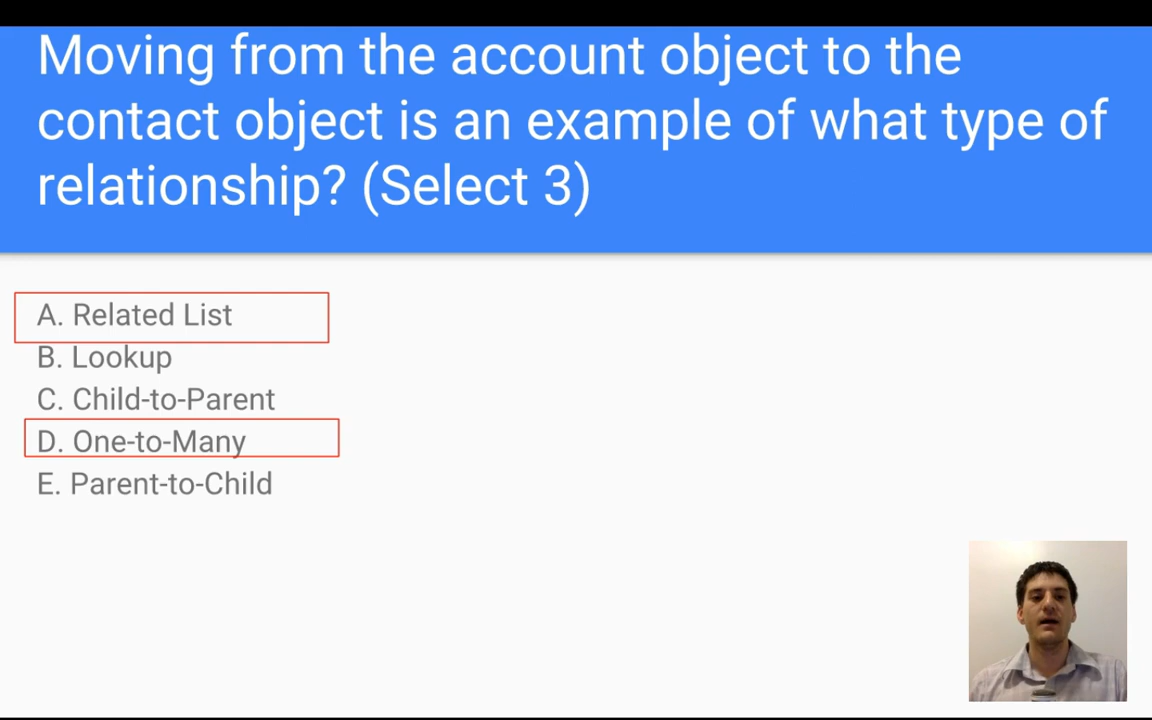 Moving from the account object to the
contact object is an example of what type of
relationship? (Select 3)
A. Related List
B. Lookup
C. Child-to-Parent
D. One-to-Many
E. Parent-to-Child